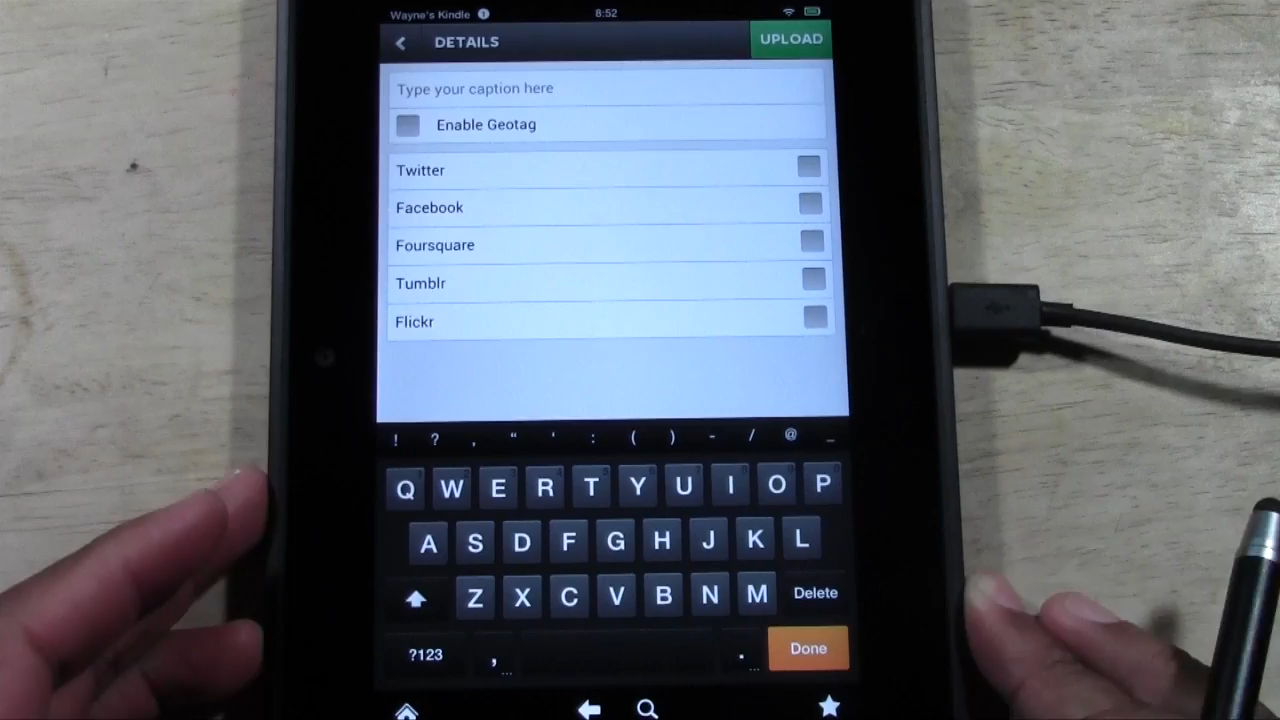 Wayne's Kindle 1 8:52
DETAILS UPLOAD
Type your caption here
Enable Geotag
Twitter
Facebook
Foursquare
Tumblr
Flickr
! ? , “ ' : ( ) - / @ _
Q W E R T Y U I O P
A S D F G H J K L
Z X C V B N M Delete
?123 , ... . ... Done